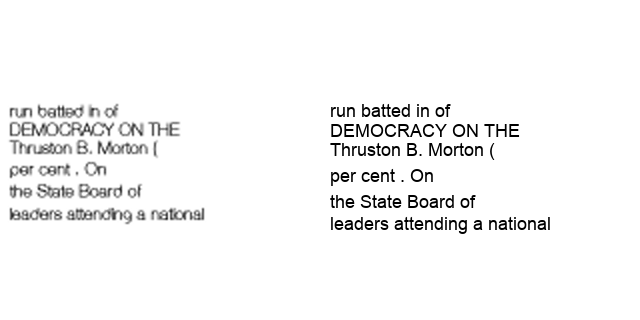 run batted in of
DEMOCRACY ON THE
Thruston B. Morton (
per cent . On
the State Board of
leaders attending a national
run batted in of
DEMOCRACY ON THE
Thruston B. Morton (
per cent . On
the State Board of
leaders attending a national